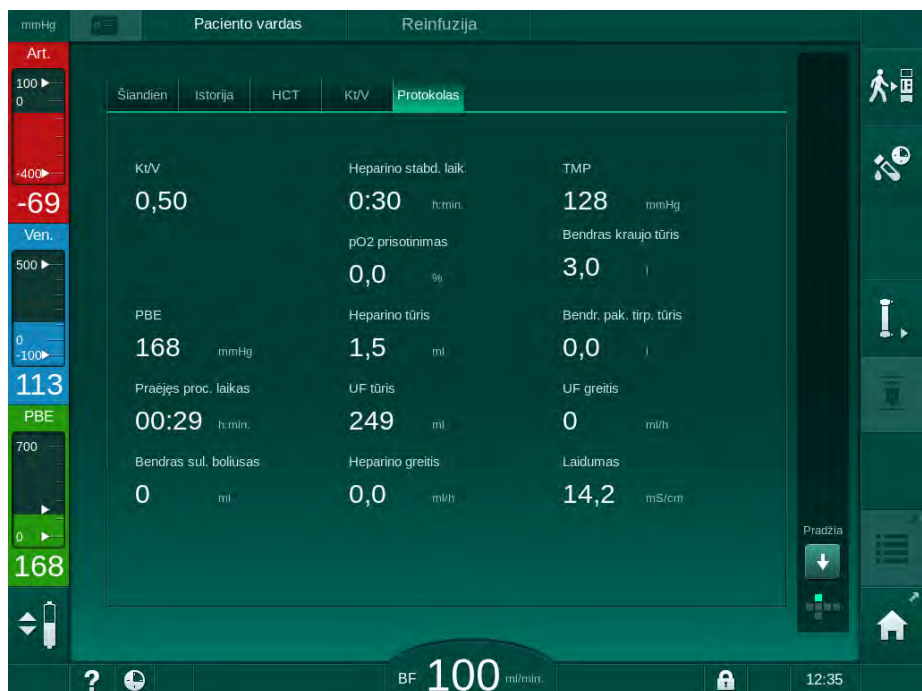 mmHg Paciento vardas Reinfuzija
Art.
100
0
-400
-69
Ven.
500
0
-100
113
PBE
700
0
168
Šiandien Istorija HCT Kt/V Protokolas
Kt/V Heparino stabd. laik. TMP
0,50 0:30 h:min. 128 mmHg
pO2 prisotinimas Bendras kraujo tūris
0,0 % 3,0 l
PBE Heparino tūris Bendr. pak. tirp. tūris
168 mmHg 1,5 ml 0,0 l
Praėjęs proc. laikas UF tūris UF greitis
00:29 h:min. 249 ml 0 ml/h
Bendras sul. boliusas Heparino greitis Laidumas
0 ml 0,0 ml/h 14,2 mS/cm
Pradžia
? BF 100 ml/min. 12:35